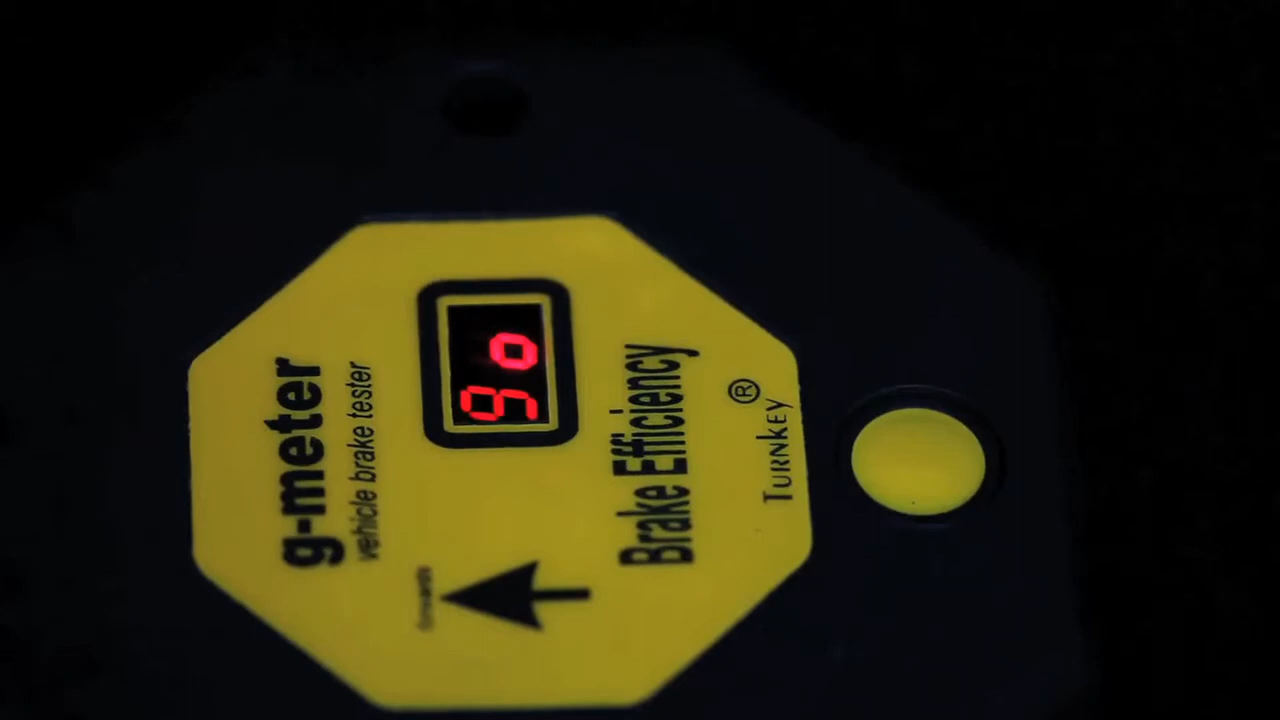 g-meter
vehicle brake tester
go
Brake Efficiency
TURNKEY ®